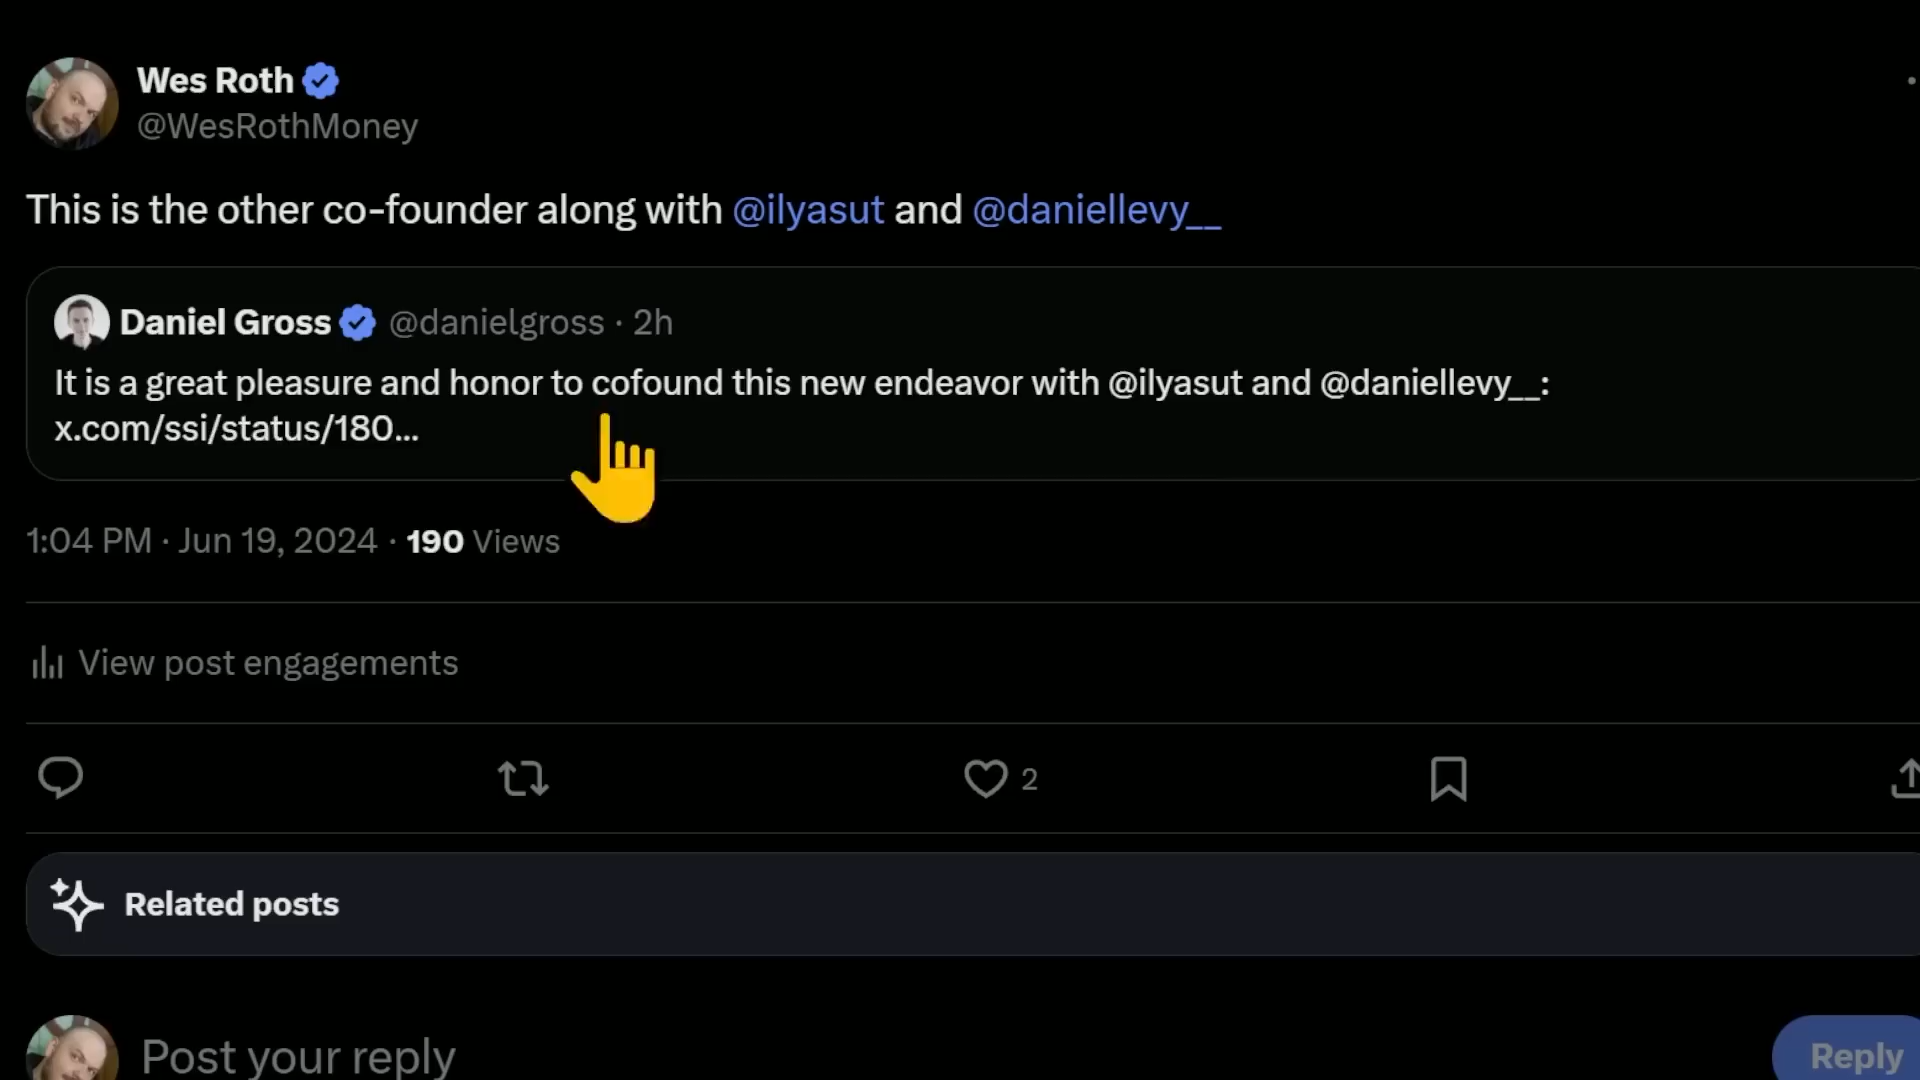 Wes Roth
@WesRothMoney
This is the other co-founder along with @ilyasut and @daniellevy__
Daniel Gross @danielgross · 2h
It is a great pleasure and honor to cofound this new endeavor with @ilyasut and @daniellevy__:
x.com/ssi/status/180...
1:04 PM · Jun 19, 2024 · 190 Views
View post engagements
2
Related posts
Post your reply
Reply